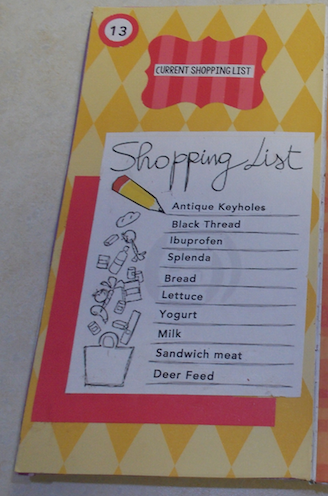 13
CURRENT SHOPPING LIST
Shopping List
Antique Keyholes
Black Thread
Ibuprofen
Splenda
Bread
Lettuce
Yogurt
Milk
Sandwich meat
Deer Feed